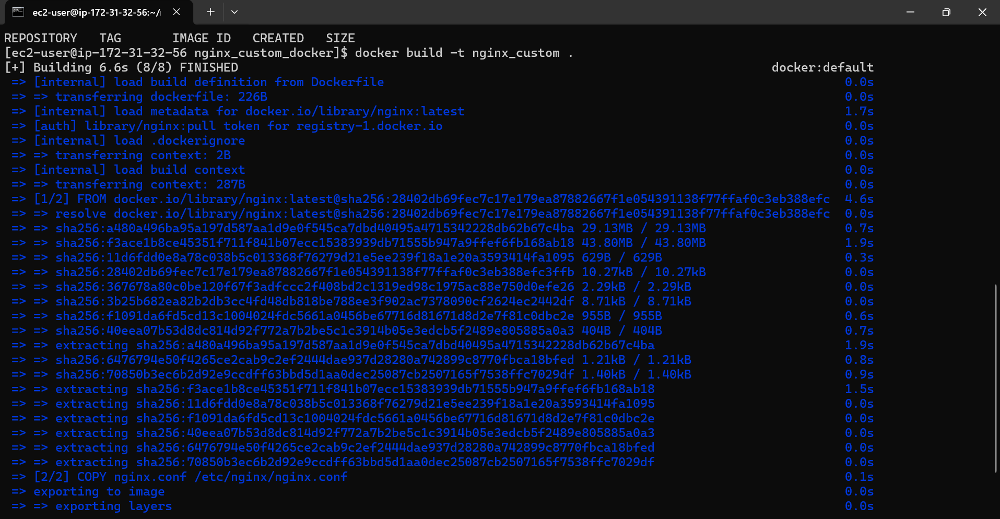 ec2-user@ip-172-31-32-56:~/
REPOSITORY   TAG       IMAGE ID   CREATED   SIZE
[ec2-user@ip-172-31-32-56 nginx_custom_docker]$ docker build -t nginx_custom .
[+] Building 6.6s (8/8) FINISHED docker:default
=> [internal] load build definition from Dockerfile 0.0s
=> => transferring dockerfile: 226B 0.0s
=> [internal] load metadata for docker.io/library/nginx:latest 1.7s
=> [auth] library/nginx:pull token for registry-1.docker.io 0.0s
=> [internal] load .dockerignore 0.0s
=> => transferring context: 2B 0.0s
=> [internal] load build context 0.0s
=> => transferring context: 287B 0.0s
=> [1/2] FROM docker.io/library/nginx:latest@sha256:28402db69fec7c17e179ea87882667f1e054391138f77ffaf0c3eb388efc 4.6s
=> => resolve docker.io/library/nginx:latest@sha256:28402db69fec7c17e179ea87882667f1e054391138f77ffaf0c3eb388efc 0.0s
=> => sha256:a480a496ba95a197d587aa1d9e0f545ca7dbd40495a4715342228db62b67c4ba 29.13MB / 29.13MB 0.7s
=> => sha256:f3ace1b8ce45351f711f841b07ecc15383939db71555b947a9ffef6fb168ab18 43.80MB / 43.80MB 1.9s
=> => sha256:11d6fdd0e8a78c038b5c013368f76279d21e5ee239f18a1e20a3593414fa1095 629B / 629B 0.3s
=> => sha256:28402db69fec7c17e179ea87882667f1e054391138f77ffaf0c3eb388efc3ffb 10.27kB / 10.27kB 0.0s
=> => sha256:367678a80c0be120f67f3adfccc2f408bd2c1319ed98c1975ac88e750d0efe26 2.29kB / 2.29kB 0.0s
=> => sha256:3b25b682ea82b2db3cc4fd48db818be788ee3f902ac7378090cf2624ec2442df 8.71kB / 8.71kB 0.0s
=> => sha256:f1091da6fd5cd13c1004024fdc5661a0456be67716d81671d8d2e7f81c0dbc2e 955B / 955B 0.6s
=> => sha256:40eea07b53d8dc814d92f772a7b2be5c1c3914b05e3edcb5f2489e805885a0a3 404B / 404B 0.7s
=> => extracting sha256:a480a496ba95a197d587aa1d9e0f545ca7dbd40495a4715342228db62b67c4ba 1.9s
=> => sha256:6476794e50f4265ce2cab9c2ef2444dae937d28280a742899c8770fbca18bfed 1.21kB / 1.21kB 0.8s
=> => sha256:70850b3ec6b2d92e9ccdff63bbd5d1aa0dec25087cb2507165f7538ffc7029df 1.40kB / 1.40kB 0.9s
=> => extracting sha256:f3ace1b8ce45351f711f841b07ecc15383939db71555b947a9ffef6fb168ab18 1.5s
=> => extracting sha256:11d6fdd0e8a78c038b5c013368f76279d21e5ee239f18a1e20a3593414fa1095 0.0s
=> => extracting sha256:f1091da6fd5cd13c1004024fdc5661a0456be67716d81671d8d2e7f81c0dbc2e 0.0s
=> => extracting sha256:40eea07b53d8dc814d92f772a7b2be5c1c3914b05e3edcb5f2489e805885a0a3 0.0s
=> => extracting sha256:6476794e50f4265ce2cab9c2ef2444dae937d28280a742899c8770fbca18bfed 0.0s
=> => extracting sha256:70850b3ec6b2d92e9ccdff63bbd5d1aa0dec25087cb2507165f7538ffc7029df 0.0s
=> [2/2] COPY nginx.conf /etc/nginx/nginx.conf 0.1s
=> exporting to image 0.0s
=> => exporting layers 0.0s